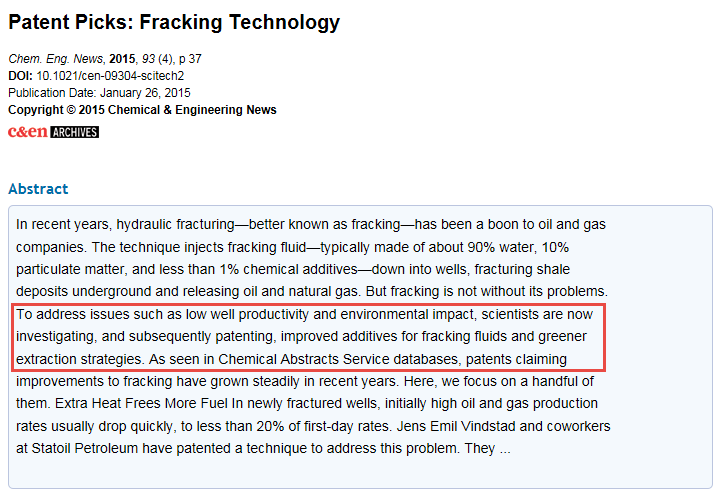 Patent Picks: Fracking Technology
Chem. Eng. News, 2015, 93 (4), p 37
DOI: 10.1021/cen-09304-scitech2
Publication Date: January 26, 2015
Copyright © 2015 Chemical & Engineering News
c&en ARCHIVES
Abstract
In recent years, hydraulic fracturing—better known as fracking—has been a boon to oil and gas
companies. The technique injects fracking fluid—typically made of about 90% water, 10%
particulate matter, and less than 1% chemical additives—down into wells, fracturing shale
deposits underground and releasing oil and natural gas. But fracking is not without its problems.
To address issues such as low well productivity and environmental impact, scientists are now
investigating, and subsequently patenting, improved additives for fracking fluids and greener
extraction strategies. As seen in Chemical Abstracts Service databases, patents claiming
improvements to fracking have grown steadily in recent years. Here, we focus on a handful of
them. Extra Heat Frees More Fuel In newly fractured wells, initially high oil and gas production
rates usually drop quickly, to less than 20% of first-day rates. Jens Emil Vindstad and coworkers
at Statoil Petroleum have patented a technique to address this problem. They ...